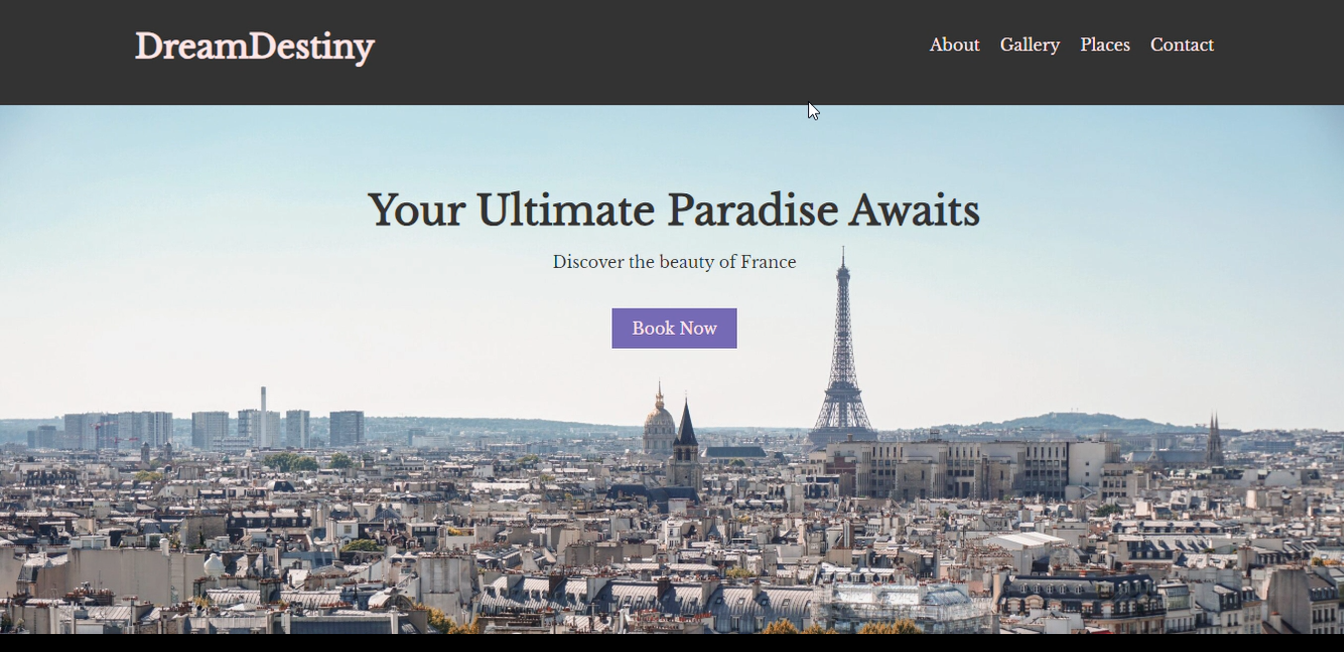 DreamDestiny
About Gallery Places Contact
Your Ultimate Paradise Awaits
Discover the beauty of France
Book Now